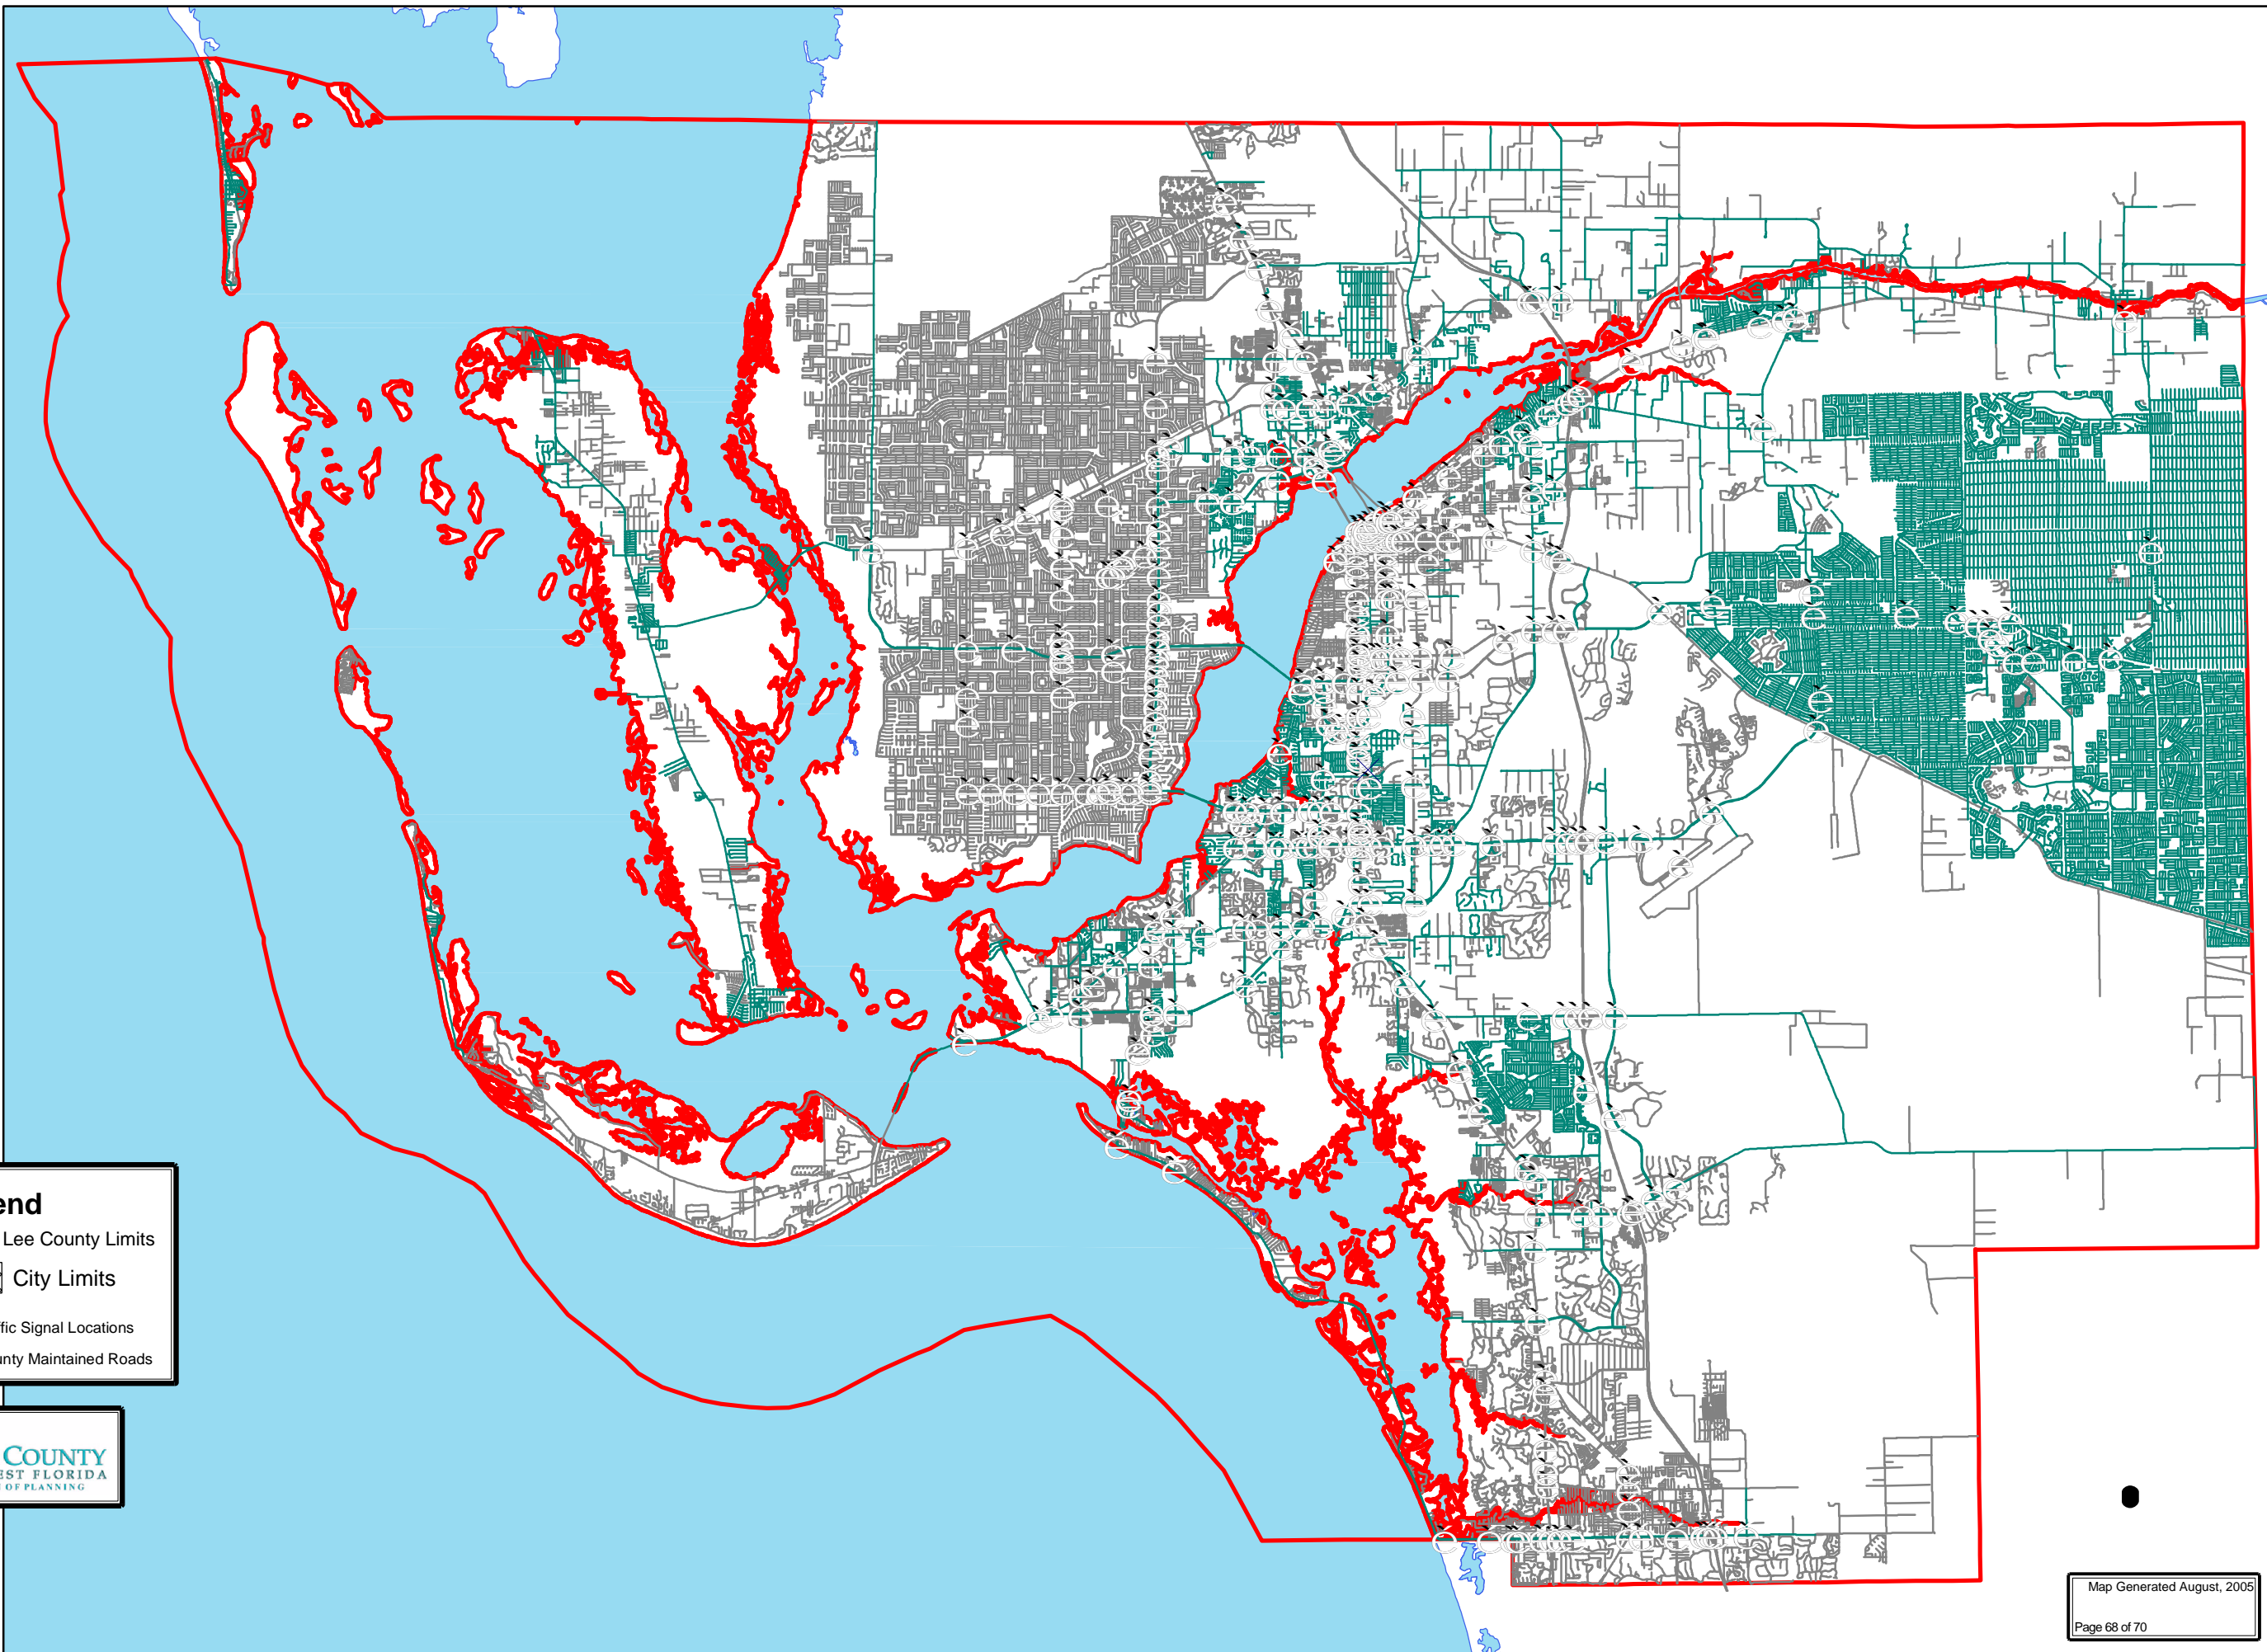 end
Lee County Limits
City Limits
fic Signal Locations
unty Maintained Roads
COUNTY
EST FLORIDA
OF PLANNING
Map Generated August, 2005
Page 68 of 70